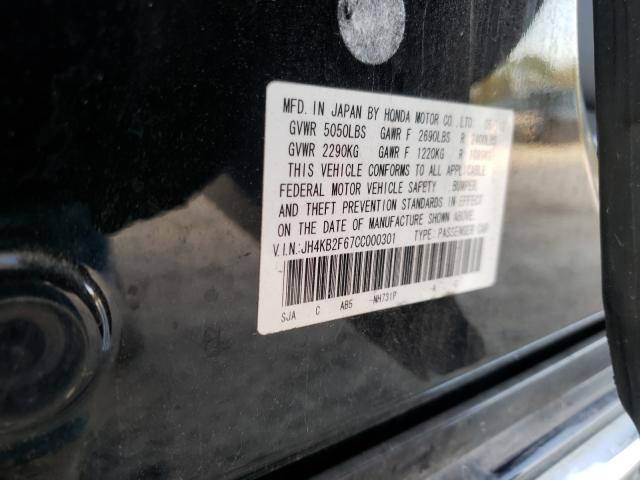 MFD. IN JAPAN BY HONDA MOTOR CO., LTD.
GVWR 5050LBS GAWR F 2690LBS R 2400LBS
GVWR 2290KG GAWR F 1220KG R
THIS VEHICLE CONFORMS TO ALL APPLICABLE
FEDERAL MOTOR VEHICLE SAFETY, BUMPER,
AND THEFT PREVENTION STANDARDS IN EFFECT
ON THE DATE OF MANUFACTURE SHOWN ABOVE.
V.I.N.:JH4KB2F67CC000301 TYPE: PASSENGER CAR
SJA C AB5 -NH731P 4